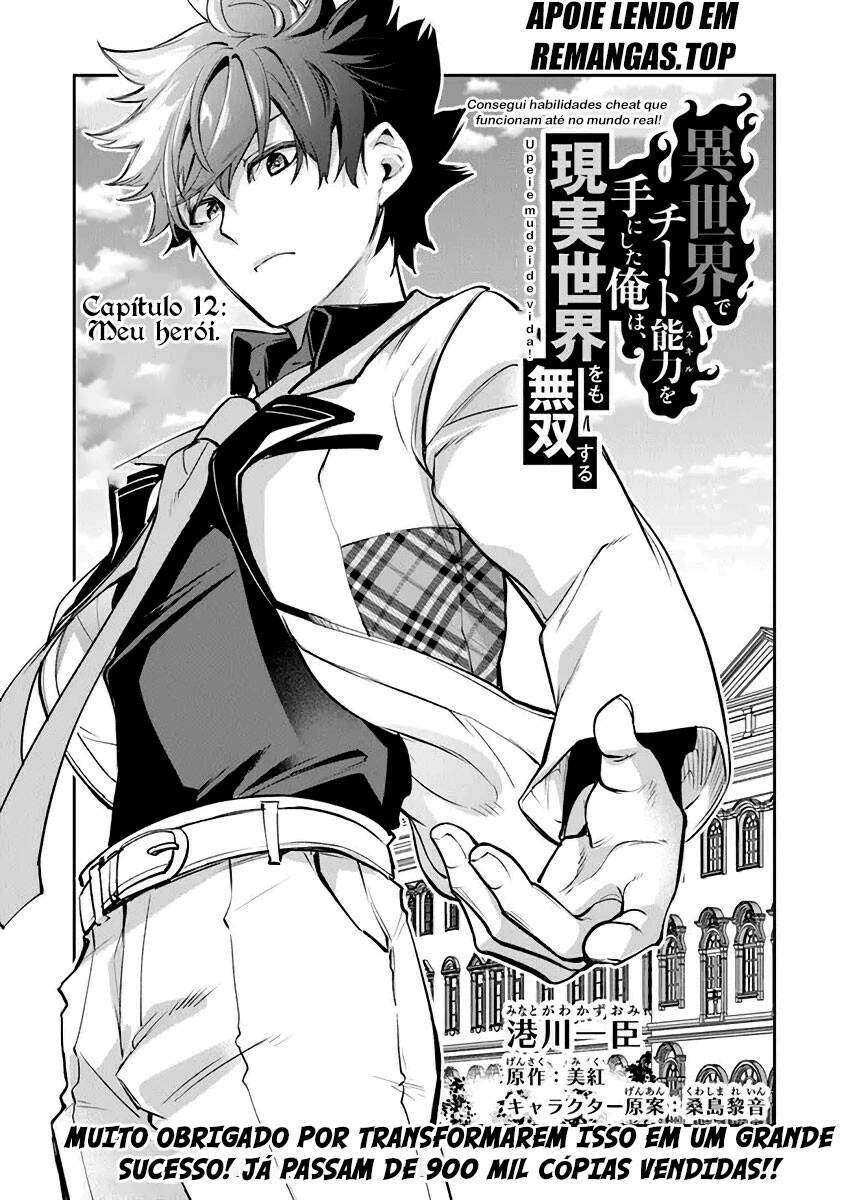 APOIE LENDO EM
REMANGAS.TOP
Consegui habilidades cheat que
funcionam até no mundo real!
Upei e mudei de vida!
異世界で
チート能力を
スキル
手にした俺は、
現実世界をも
無双する
Capítulo 12:
Meu herói.
みなとがわかずおみ
港川一臣
げんさく みく
原作：美紅
げんあん くわしま れいん
キャラクター原案：桑島黎音
MUITO OBRIGADO POR TRANSFORMAREM ISSO EM UM GRANDE
SUCESSO! JÁ PASSAM DE 900 MIL CÓPIAS VENDIDAS!!